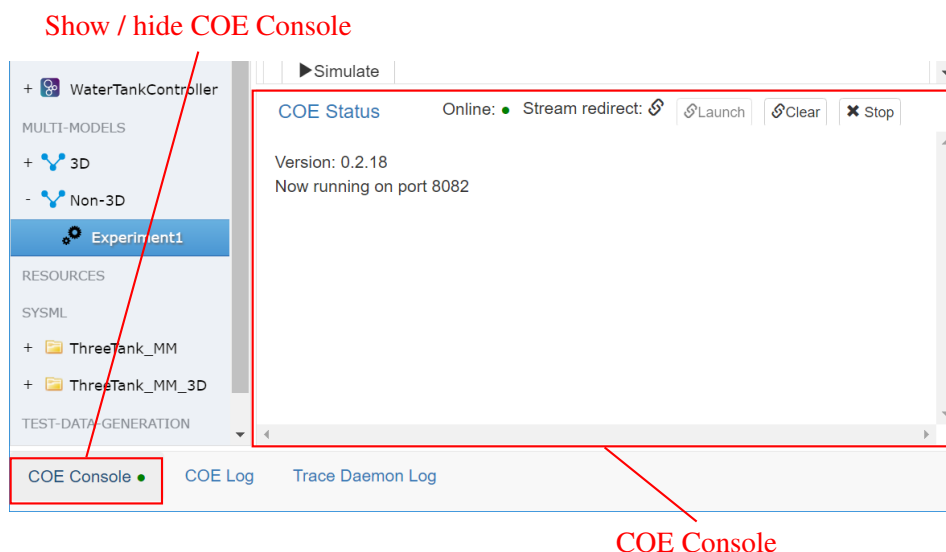 Show / hide COE Console
+ WaterTankController
MULTI-MODELS
+ 3D
- Non-3D
Experiment1
RESOURCES
SYSML
+ ThreeTank_MM
+ ThreeTank_MM_3D
TEST-DATA-GENERATION
Simulate
COE Status Online: Stream redirect: Launch Clear Stop
Version: 0.2.18
Now running on port 8082
COE Console COE Log Trace Daemon Log
COE Console